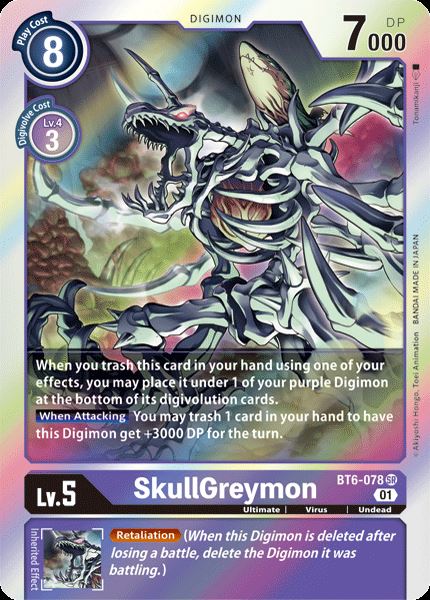 Play Cost
8
DIGIMON
7000
DP
Digivolve Cost
Lv.4
3
Tonamikanji
© Akiyoshi Hongo, Toei Animation BANDAI MADE IN JAPAN
When you trash this card in your hand using one of your
effects, you may place it under 1 of your purple Digimon
at the bottom of its digivolution cards.
When Attacking You may trash 1 card in your hand to have
this Digimon get +3000 DP for the turn.
Lv.5
SkullGreymon
BT6-078 SR
01
Ultimate | Virus | Undead
Inherited Effect
Retaliation (When this Digimon is deleted after
losing a battle, delete the Digimon it was
battling.)